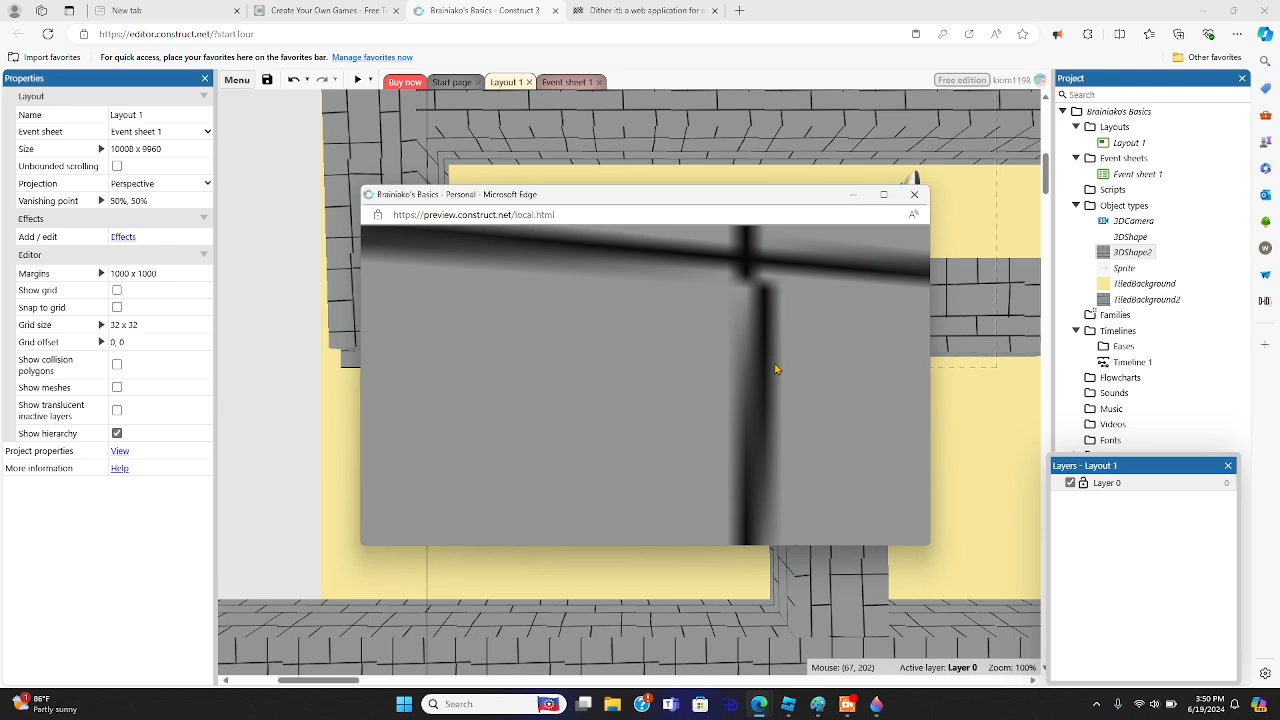 New tab
Create Your Own Games - Free T
Brainiako's Basics - Construct 3
Dither it!: a web application for d
https://editor.construct.net/?startTour
Import favorites
For quick access, place your favorites here on the favorites bar. Manage favorites now
Other favorites
Properties
Menu
Buy now
Start page
Layout 1
Event sheet 1
Free edition
kiom1198
Project
Layout
Name
Layout 1
Event sheet
Event sheet 1
Size
10008 x 9960
Unbounded scrolling
Projection
Perspective
Vanishing point
50%, 50%
Effects
Add / edit
Effects
Editor
Margins
1000 x 1000
Show grid
Snap to grid
Grid size
32 x 32
Grid offset
0, 0
Show collision
polygons
Show meshes
Show translucent
inactive layers
Show hierarchy
Project properties
View
More information
Help
Brainiako's Basics - Personal - Microsoft Edge
https://preview.construct.net/local.html
Search
Brainiako's Basics
Layouts
Layout 1
Event sheets
Event sheet 1
Scripts
Object types
3DCamera
3DShape
3DShape2
Sprite
TiledBackground
TiledBackground2
Families
Timelines
Eases
Timeline 1
Flowcharts
Sounds
Music
Videos
Fonts
Layers - Layout 1
Layer 0
0
Mouse: (67, 202)
Active layer: Layer 0
Zoom: 100%
86°F
Partly sunny
Search
3:50 PM
6/19/2024